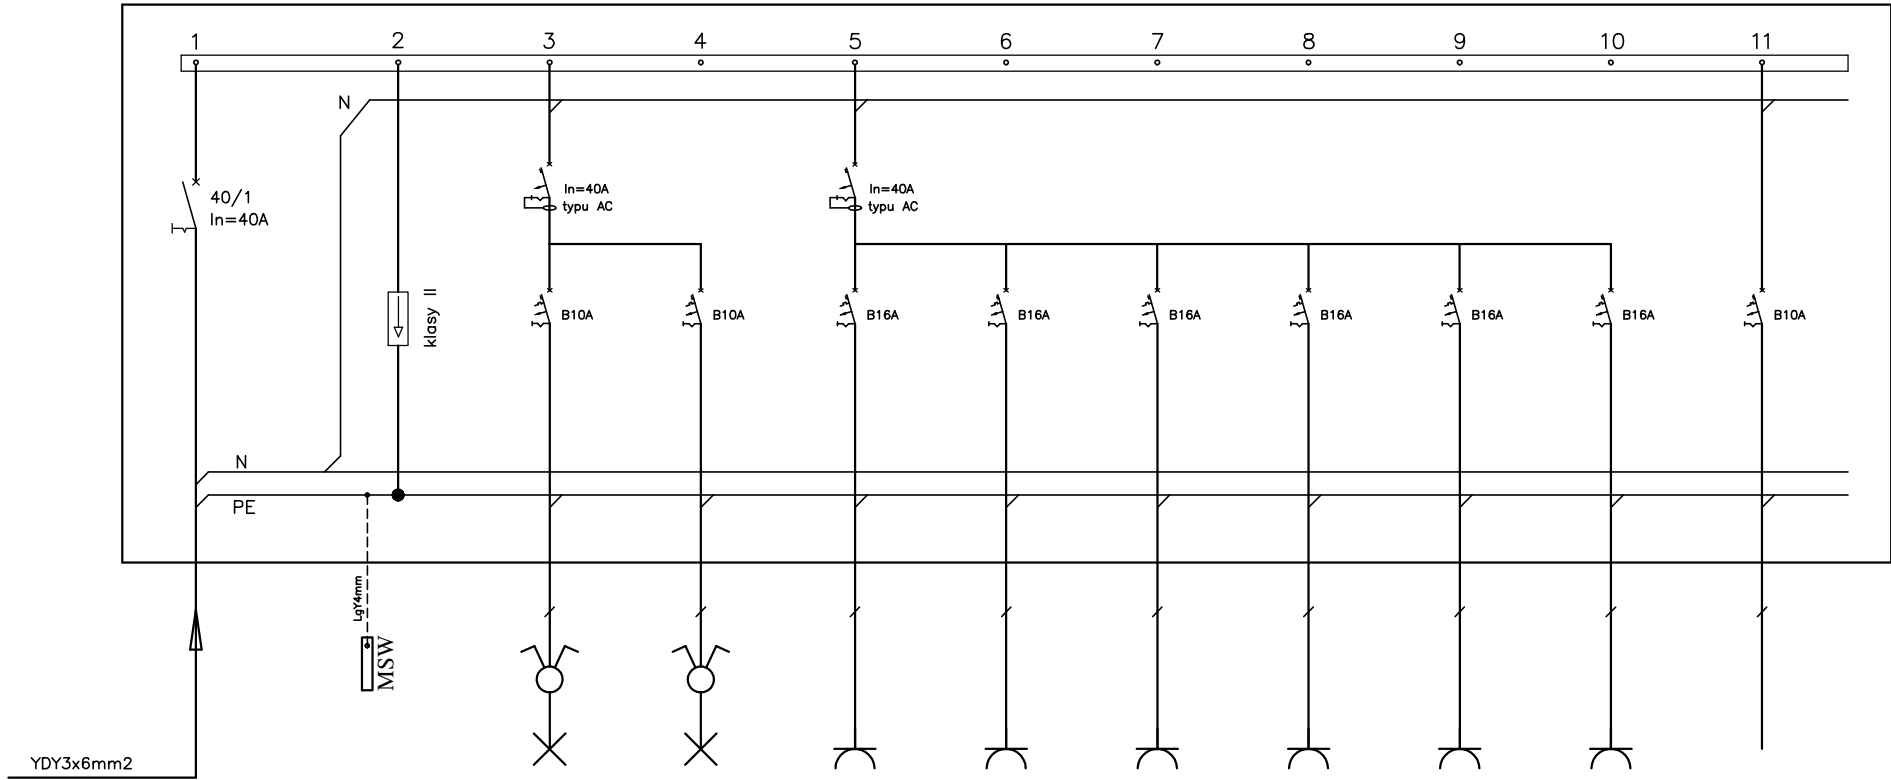 1 2 3 4 5 6 7 8 9 10 11
N
40/1
In=40A
In=40A
typu AC
In=40A
typu AC
klasy II
B10A B10A B16A B16A B16A B16A B16A B16A B10A
N
PE
LgY4mm
MSW
YDY3x6mm2